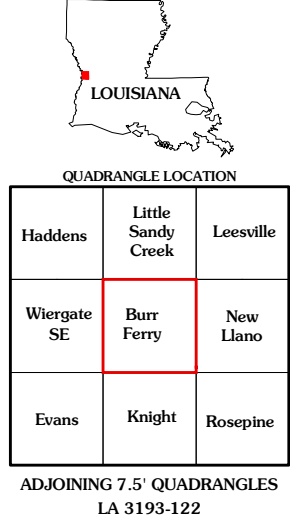 LOUISIANA
QUADRANGLE LOCATION
Haddens
Little
Sandy
Creek
Leesville
Wiergate
SE
Burr
Ferry
New
Llano
Evans
Knight
Rosepine
ADJOINING 7.5' QUADRANGLES
LA 3193-122